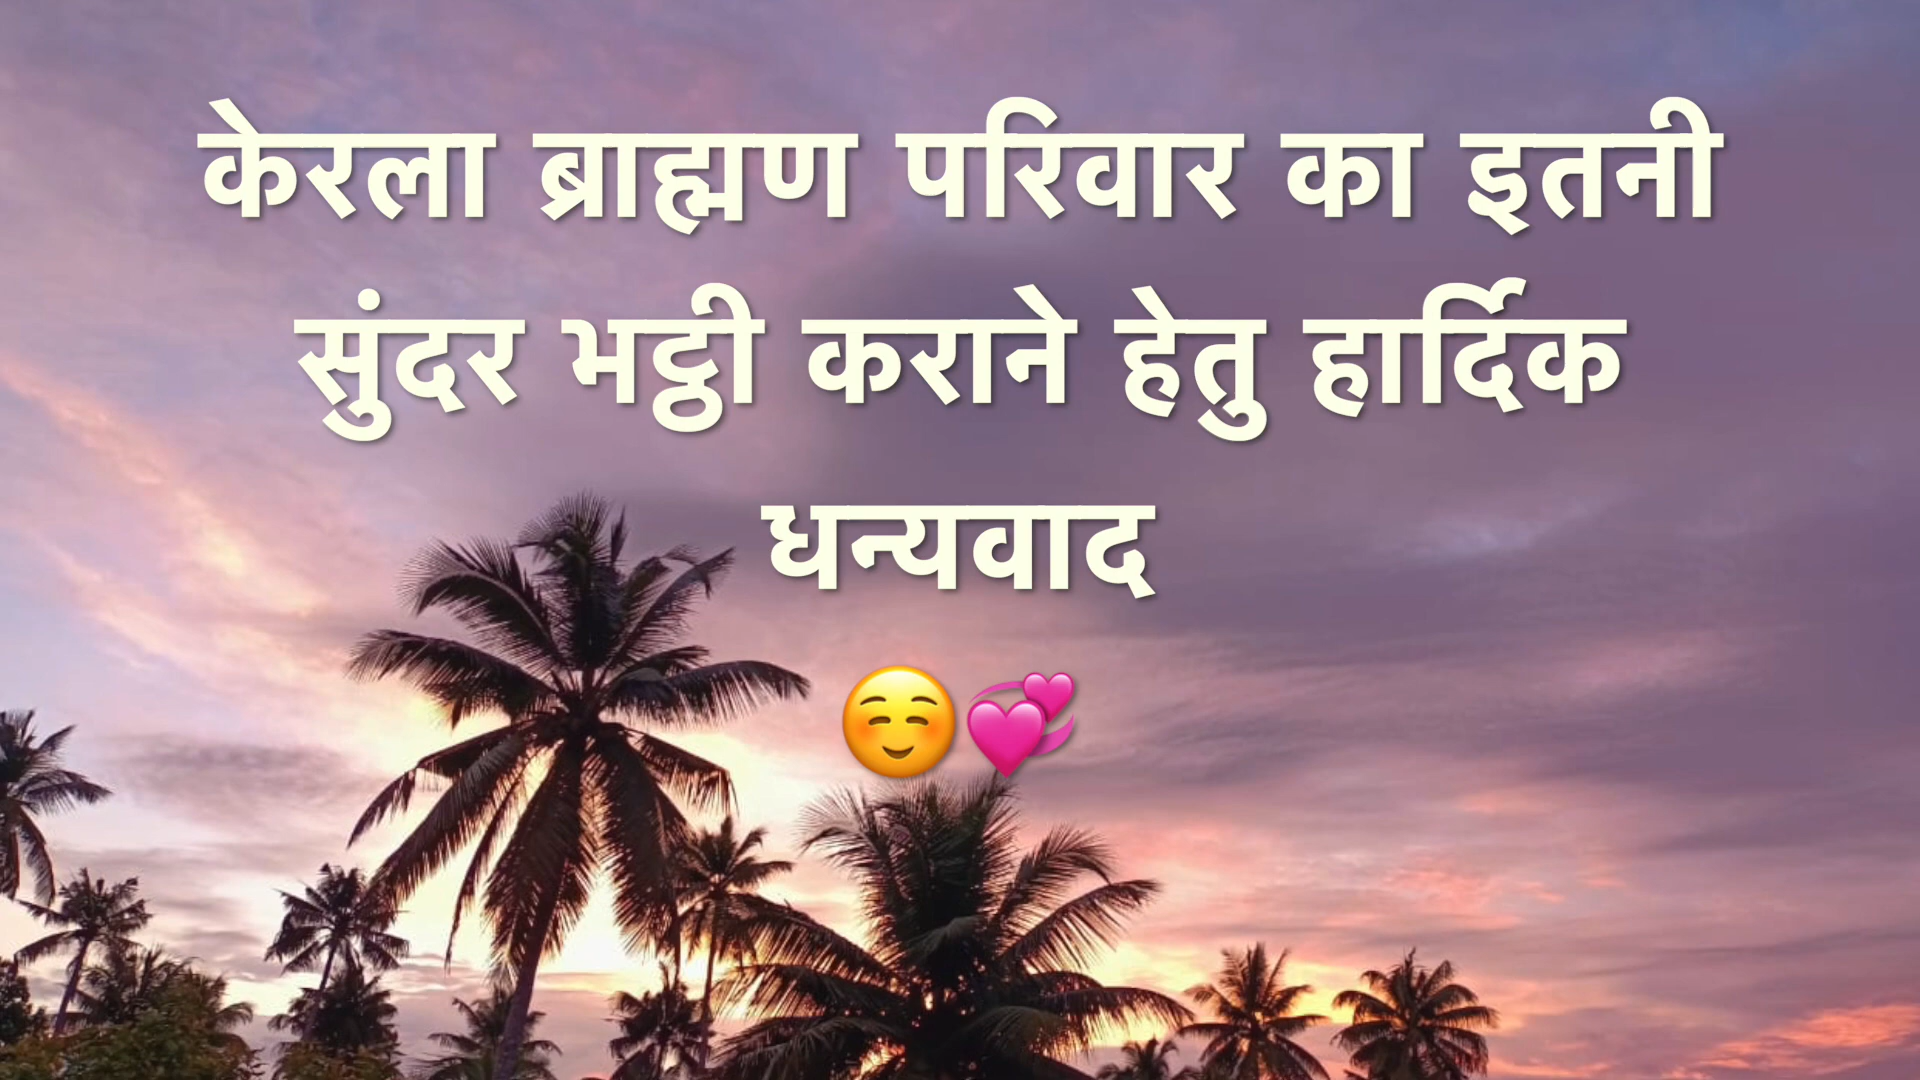 केरला ब्राह्मण परिवार का इतनी
सुंदर भट्ठी कराने हेतु हार्दिक
धन्यवाद
☺️💞